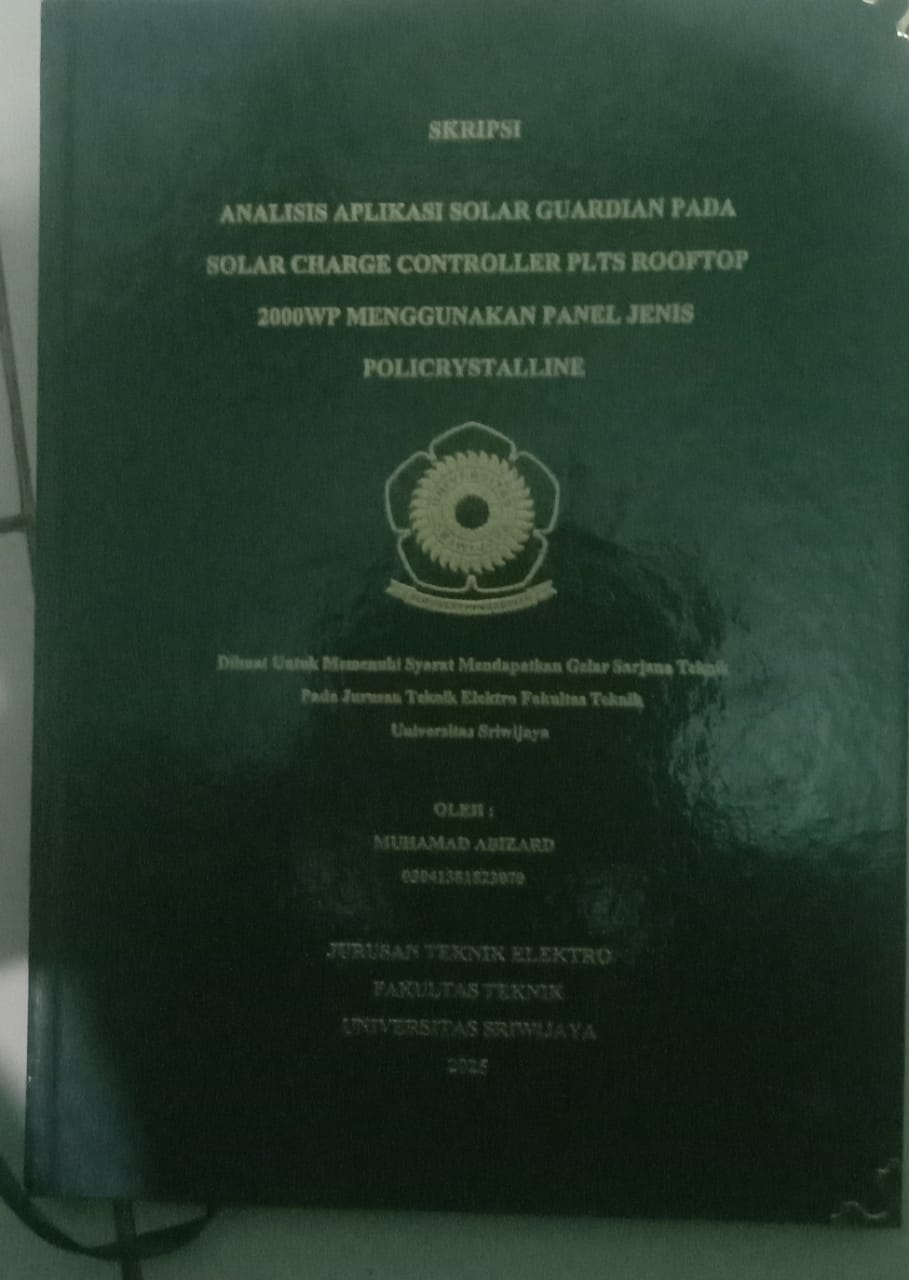 SKRIPSI
ANALISIS APLIKASI SOLAR GUARDIAN PADA
SOLAR CHARGE CONTROLLER PLTS ROOFTOP
2000WP MENGGUNAKAN PANEL JENIS
POLICRYSTALLINE
UNIVERSITAS
SRIWIJAYA
Dibuat Untuk Memenuhi Syarat Mendapatkan Gelar Sarjana Teknik
Pada Jurusan Teknik Elektro Fakultas Teknik
Universitas Sriwijaya
OLEH :
MUHAMAD ABIZARD
JURUSAN TEKNIK ELEKTRO
FAKULTAS TEKNIK
UNIVERSITAS SRIWIJAYA
2025